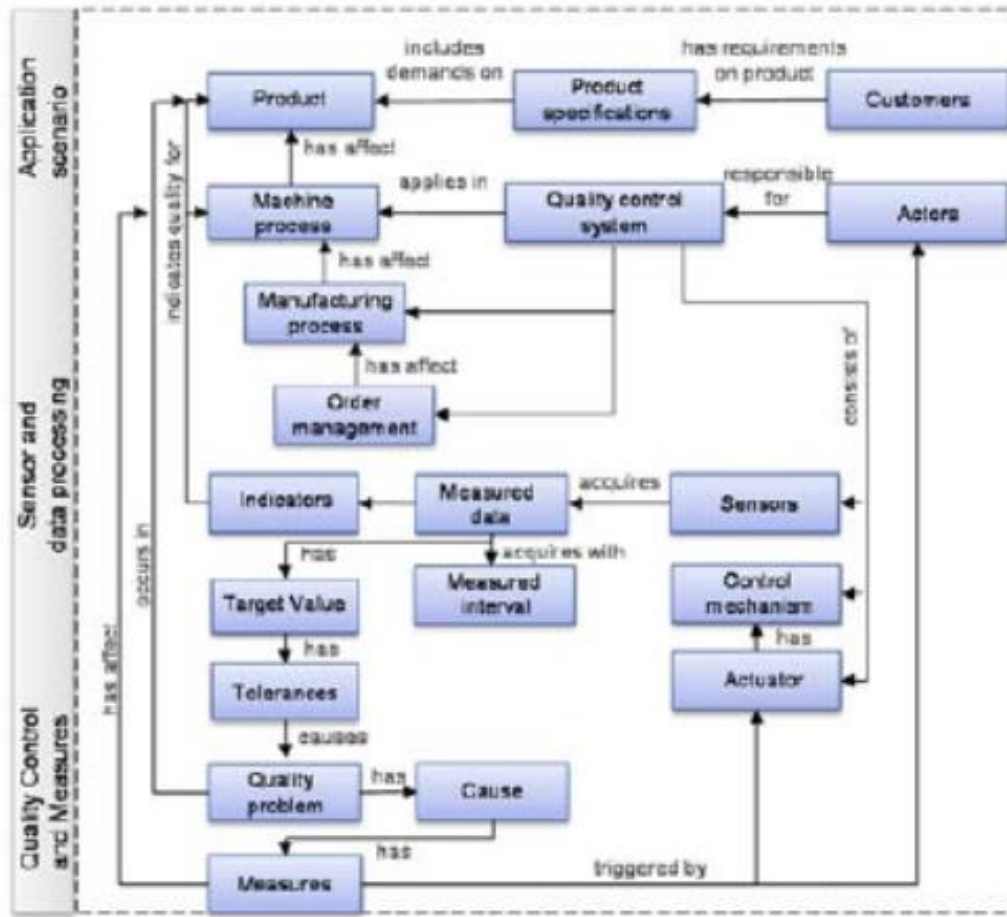 Application
scenario
includes
demands on
has requirements
on product
Product
Product
specifications
Customers
has affect
applies in
responsible
for
Machine
process
Quality control
system
Actors
indicates quality for
has affect
Manufacturing
process
has affect
Order
management
consists of
Sensor and
data processing
Indicators
Measured
data
acquires
Sensors
has
acquires with
occurs in
Target Value
Measured
interval
Control
mechanism
has
has
Tolerances
Actuator
has affect
causes
Quality Control
and Measures
Quality
problem
has
Cause
has
Measures
triggered by